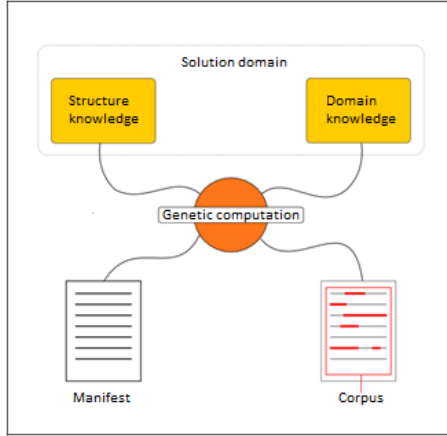 Solution domain
Structure
knowledge
Domain
knowledge
Genetic computation
Manifest
Corpus